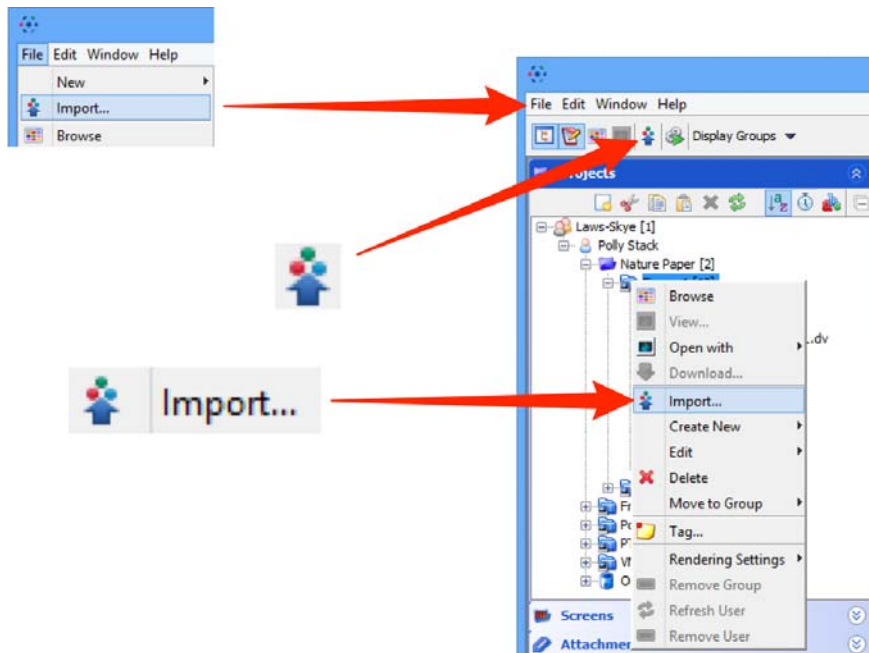 File Edit Window Help
New
Import...
Browse
Import...
File Edit Window Help
Display Groups
Projects
Laws-Skye [1]
Polly Stack
Nature Paper [2]
Browse
View...
..dv
Open with
Download...
Import...
Create New
Edit
Delete
Move to Group
Tag...
Rendering Settings
Remove Group
Refresh User
Remove User
Screens